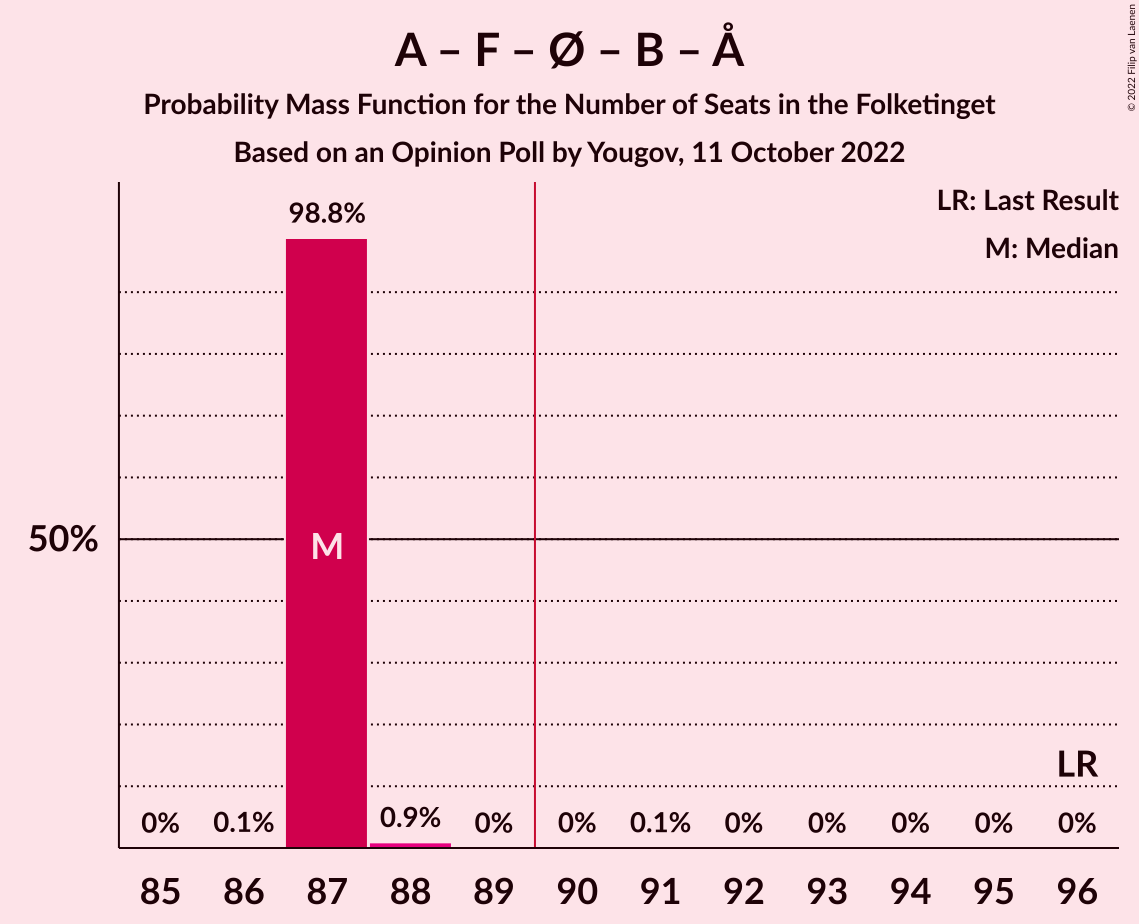 A – F – Ø – B – Å
Probability Mass Function for the Number of Seats in the Folketinget
Based on an Opinion Poll by Yougov, 11 October 2022
© 2022 Filip van Laenen
LR: Last Result
M: Median
98.8%
50%
M
LR
0% 0.1% 0.9% 0% 0% 0.1% 0% 0% 0% 0% 0%
85 86 87 88 89 90 91 92 93 94 95 96